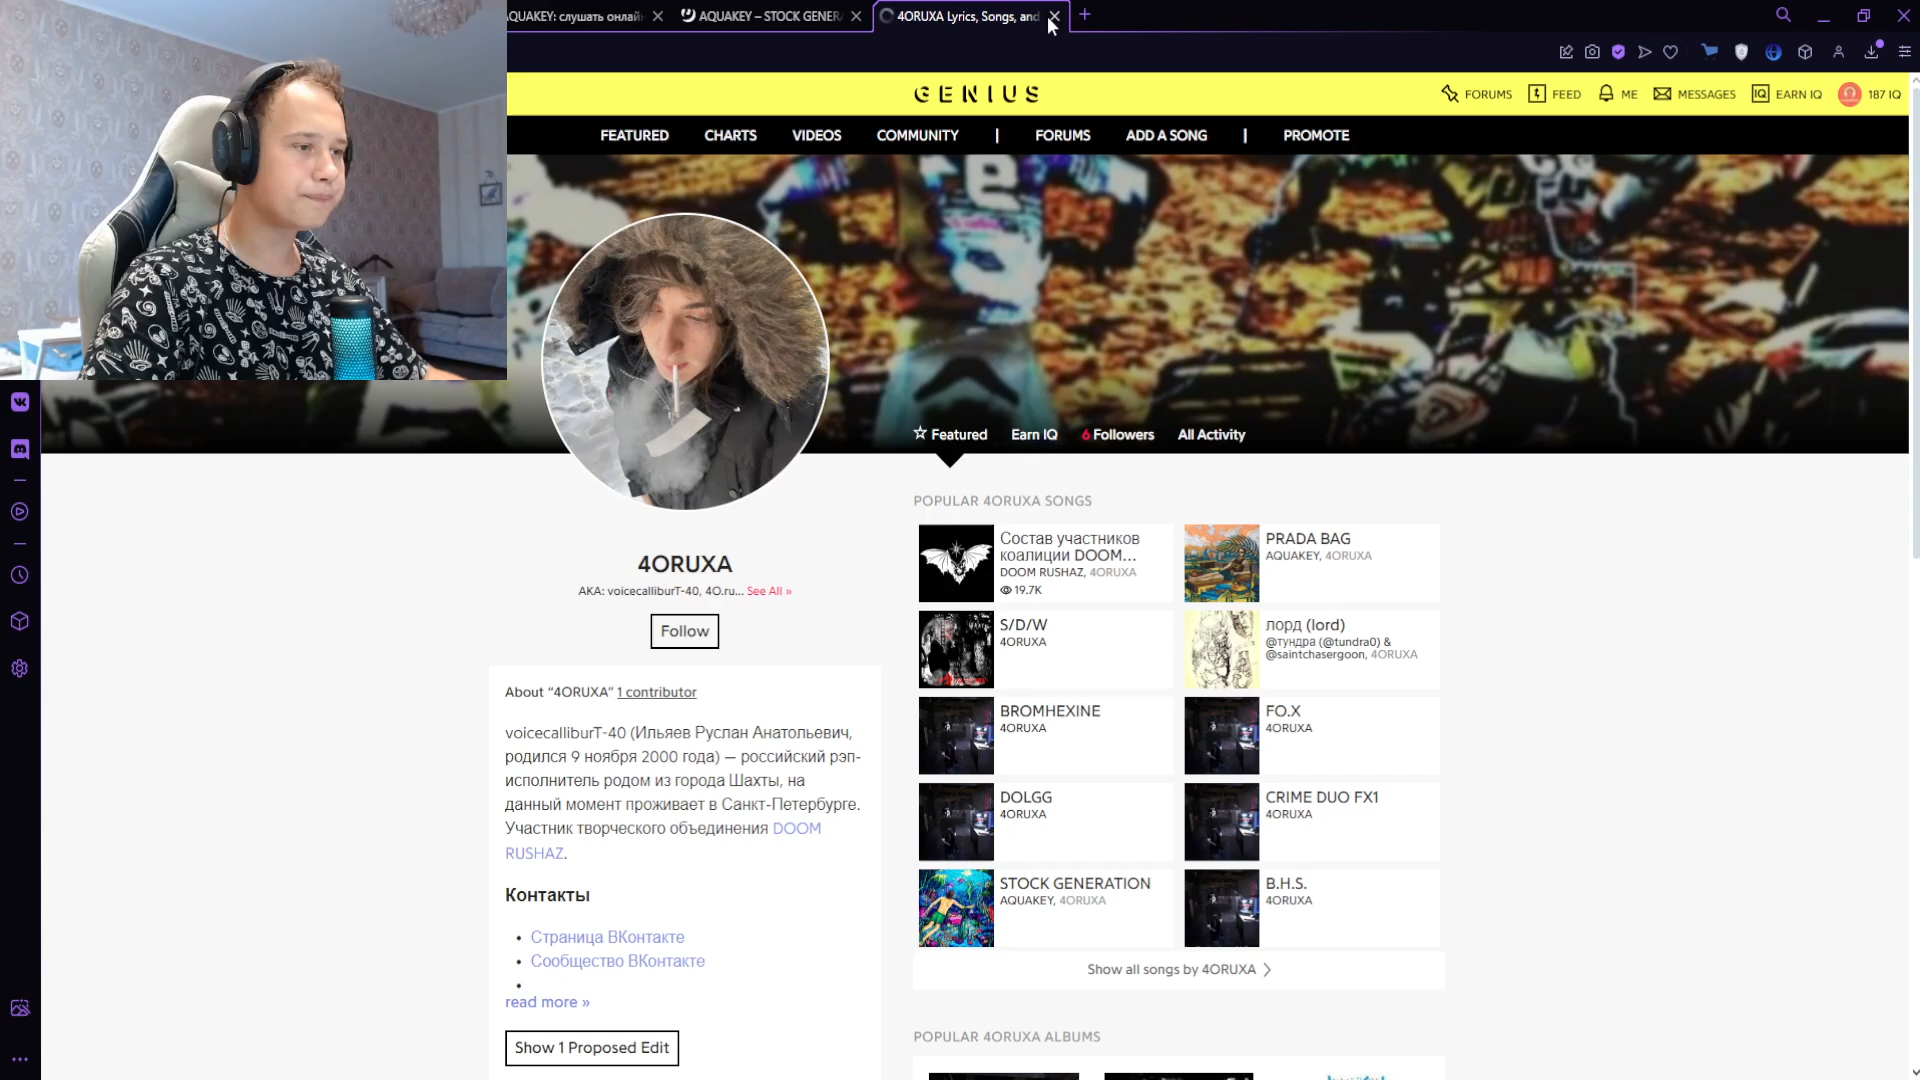 AQUAKEY: слушать онлай
AQUAKEY – STOCK GENERA
4ORUXA Lyrics, Songs, and
GENIUS
FORUMS
FEED
ME
MESSAGES
EARN IQ
187 IQ
FEATURED
CHARTS
VIDEOS
COMMUNITY
|
FORUMS
ADD A SONG
|
PROMOTE
Featured
Earn IQ
6 Followers
All Activity
4ORUXA
AKA: voicecalliburT-40, 4O.ru... See All »
Follow
About “4ORUXA” 1 contributor
voicecalliburT-40 (Ильяев Руслан Анатольевич,
родился 9 ноября 2000 года) — российский рэп-
исполнитель родом из города Шахты, на
данный момент проживает в Санкт-Петербурге.
Участник творческого объединения DOOM
RUSHAZ.
Контакты
• Страница ВКонтакте
• Сообщество ВКонтакте
•
read more »
Show 1 Proposed Edit
POPULAR 4ORUXA SONGS
Состав участников
коалиции DOOM...
DOOM RUSHAZ, 4ORUXA
19.7K
PRADA BAG
AQUAKEY, 4ORUXA
S/D/W
4ORUXA
лорд (lord)
@тундра (@tundra0) &
@saintchasergoon, 4ORUXA
BROMHEXINE
4ORUXA
FO.X
4ORUXA
DOLGG
4ORUXA
CRIME DUO FX1
4ORUXA
STOCK GENERATION
AQUAKEY, 4ORUXA
B.H.S.
4ORUXA
Show all songs by 4ORUXA
POPULAR 4ORUXA ALBUMS